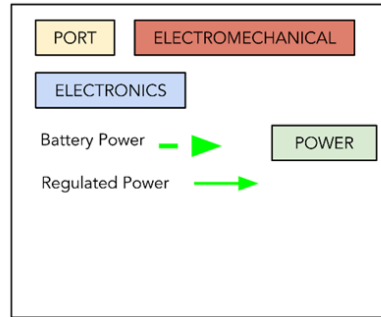 PORT ELECTROMECHANICAL
ELECTRONICS
Battery Power
POWER
Regulated Power